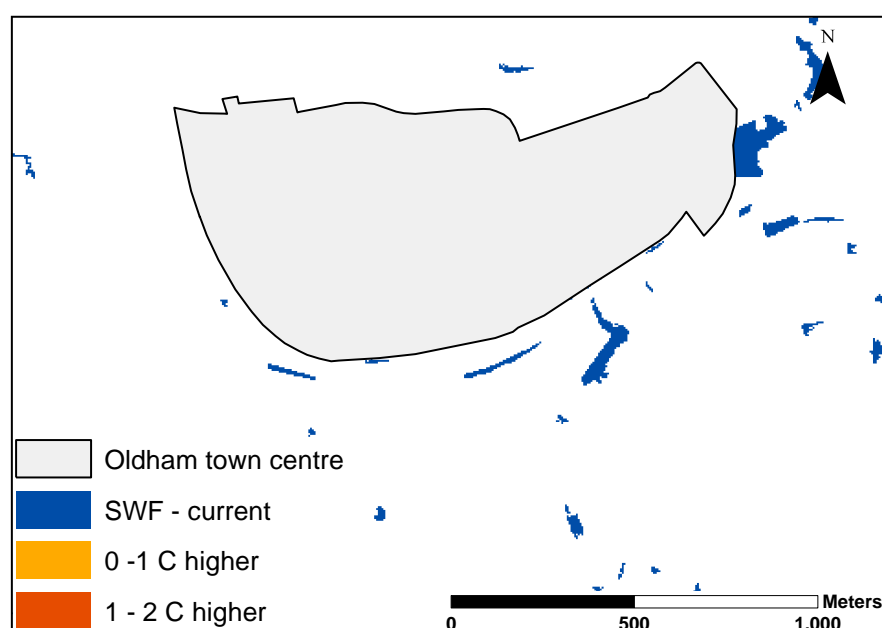 N
Oldham town centre
SWF - current
0 -1 C higher
1 - 2 C higher
Meters
0 500 1,000